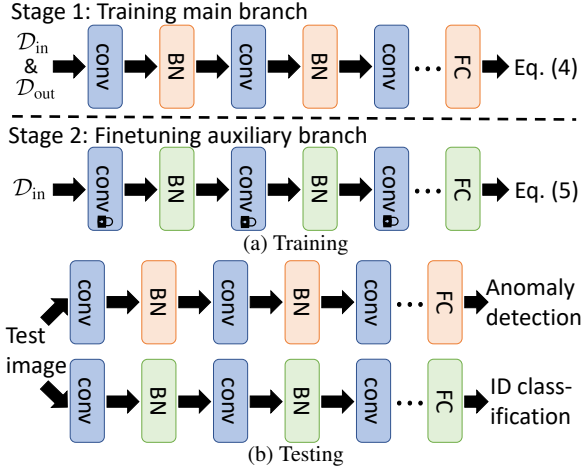 Stage 1: Training main branch
𝒟in
&
𝒟out
conv
BN
conv
BN
conv
...
FC
Eq. (4)
Stage 2: Finetuning auxiliary branch
𝒟in
conv
BN
conv
BN
conv
...
FC
Eq. (5)
(a) Training
conv
BN
conv
BN
conv
...
FC
Anomaly
detection
Test
image
conv
BN
conv
BN
conv
...
FC
ID class-
ification
(b) Testing